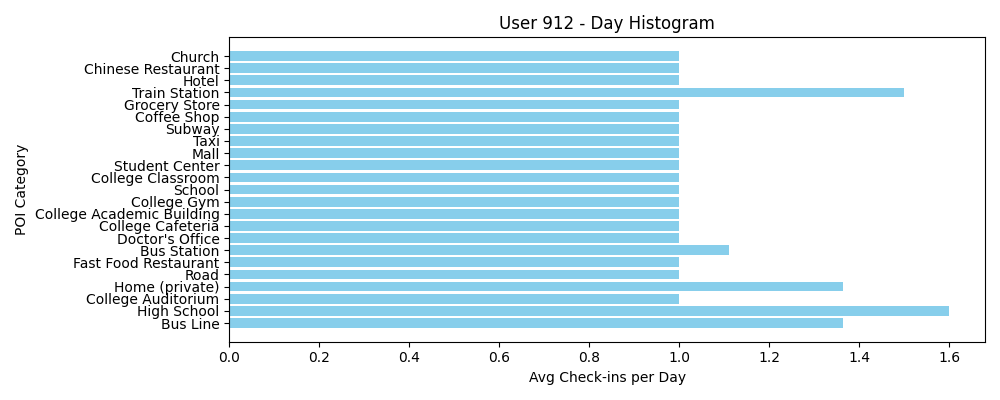 User 912 - Day Histogram
Church
Chinese Restaurant
Hotel
Train Station
Grocery Store
Coffee Shop
Subway
Taxi
Mall
Student Center
College Classroom
School
College Gym
College Academic Building
College Cafeteria
Doctor's Office
Bus Station
Fast Food Restaurant
Road
Home (private)
College Auditorium
High School
Bus Line
POI Category
0.0 0.2 0.4 0.6 0.8 1.0 1.2 1.4 1.6
Avg Check-ins per Day